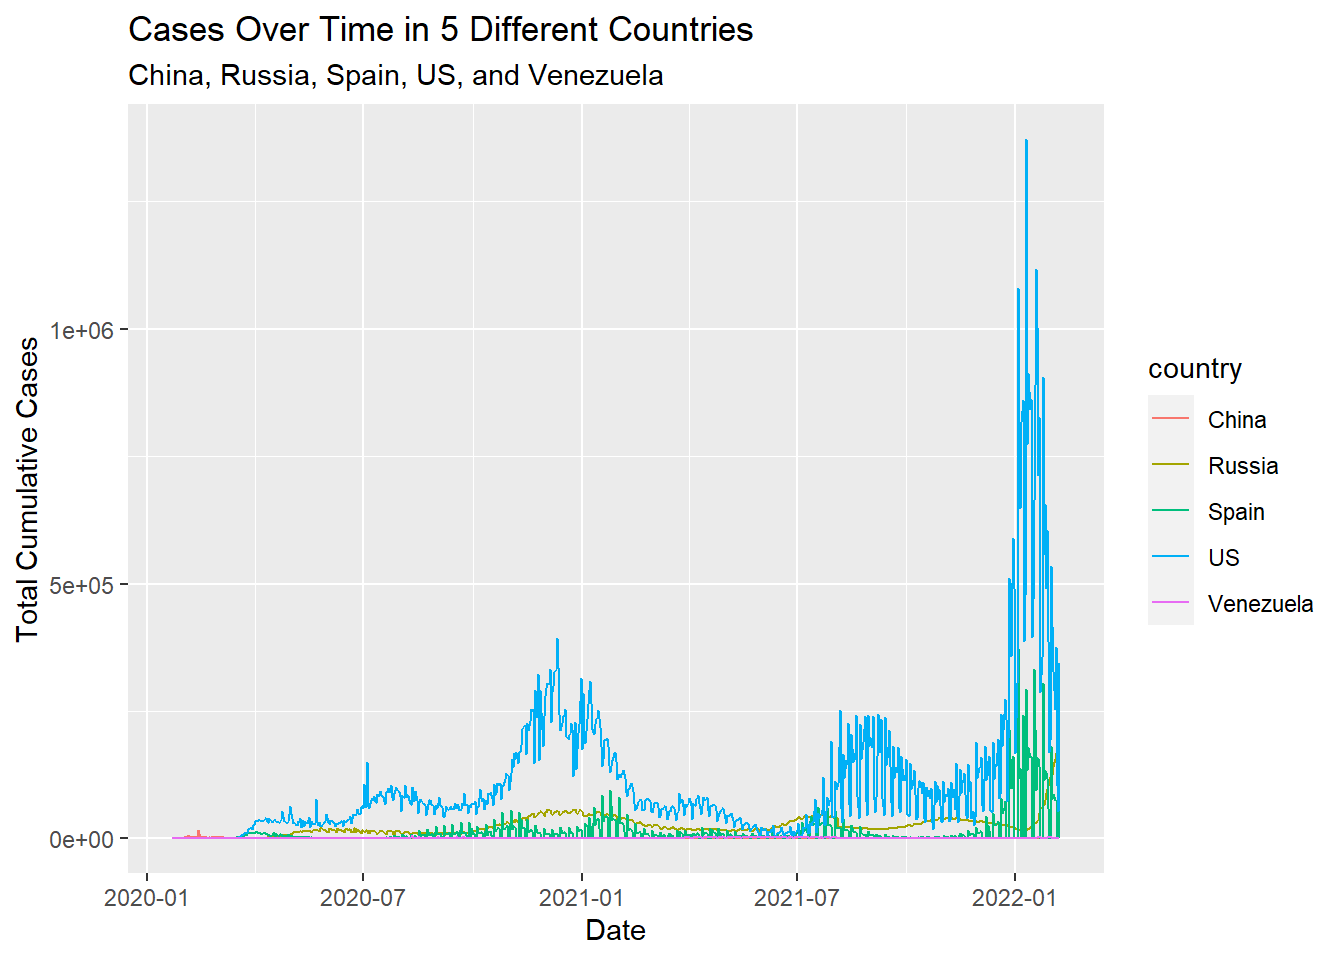 Cases Over Time in 5 Different Countries
China, Russia, Spain, US, and Venezuela
Total Cumulative Cases
1e+06
5e+05
0e+00
2020-01
2020-07
2021-01
2021-07
2022-01
Date
country
China
Russia
Spain
US
Venezuela